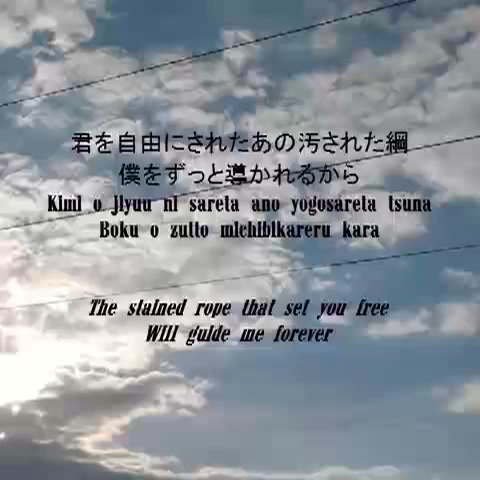 君を自由にされたあの汚された綱
僕をずっと導かれるから
Kimi o jiyuu ni sareta ano yogosareta tsuna
Boku o zutto michibikareru kara
The stained rope that set you free
Will guide me forever